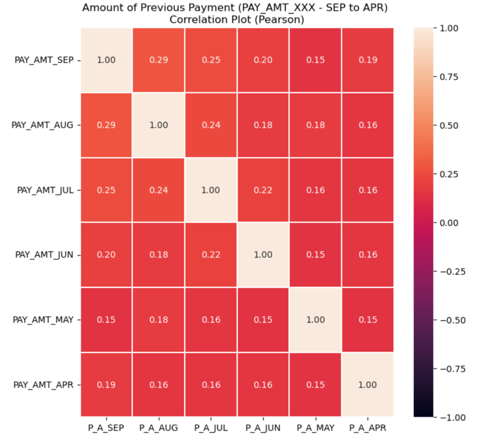 Amount of Previous Payment (PAY_AMT_XXX - SEP to APR)
Correlation Plot (Pearson)
PAY_AMT_SEP 1.00 0.29 0.25 0.20 0.15 0.19
PAY_AMT_AUG 0.29 1.00 0.24 0.18 0.18 0.16
PAY_AMT_JUL 0.25 0.24 1.00 0.22 0.16 0.16
PAY_AMT_JUN 0.20 0.18 0.22 1.00 0.15 0.16
PAY_AMT_MAY 0.15 0.18 0.16 0.15 1.00 0.15
PAY_AMT_APR 0.19 0.16 0.16 0.16 0.15 1.00
P_A_SEP P_A_AUG P_A_JUL P_A_JUN P_A_MAY P_A_APR
1.00
0.75
0.50
0.25
0.00
−0.25
−0.50
−0.75
−1.00